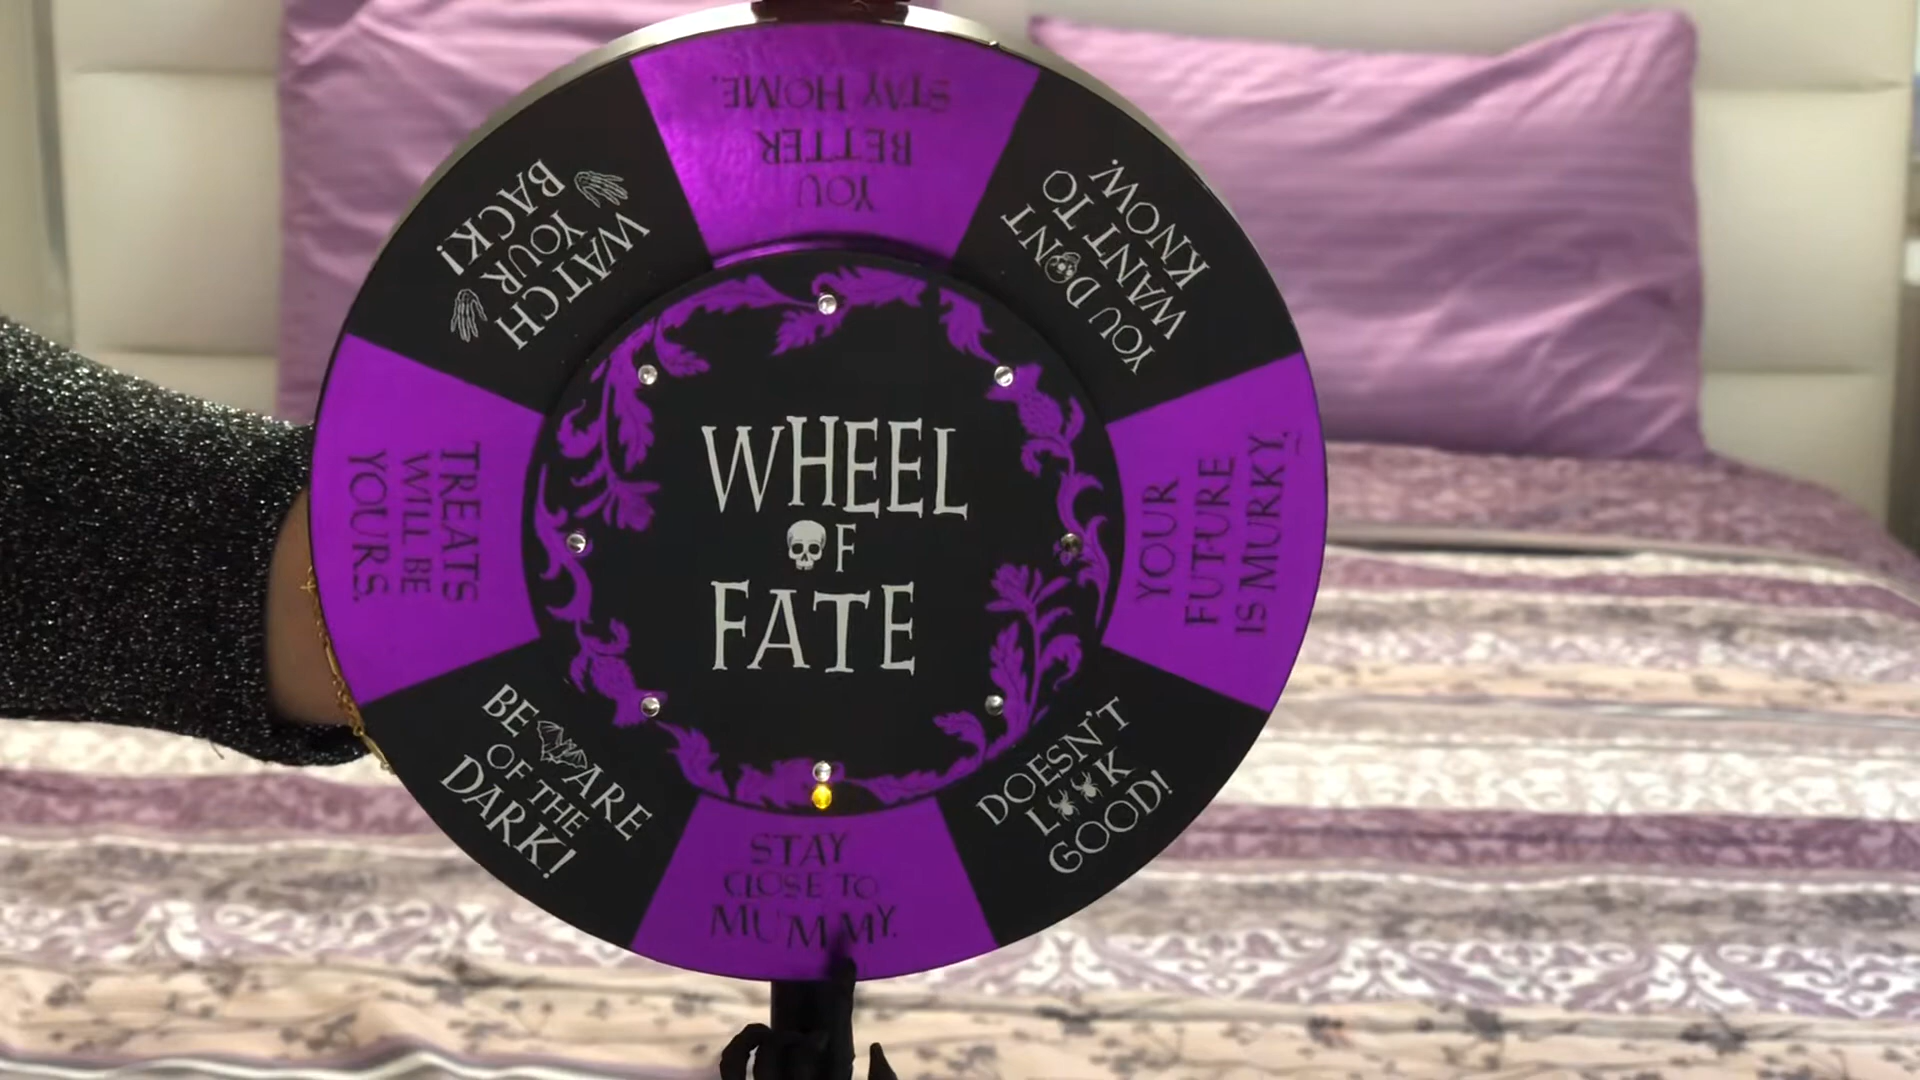 WHEEL
OF
FATE
YOU
BETTER
STAY HOME.
YOU DON'T
WANT TO
KNOW.
YOUR
FUTURE
IS MURKY.
DOESN'T
LOOK
GOOD!
STAY
CLOSE TO
MUMMY.
BEWARE
OF THE
DARK!
TREATS
WILL BE
YOURS.
WATCH
YOUR
BACK!